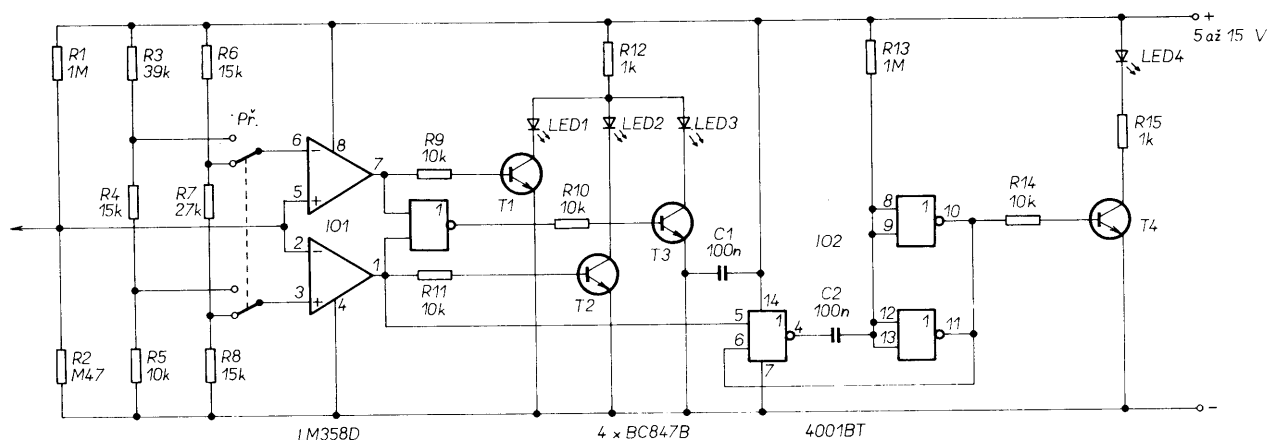 +
5 až 15 V
R1
1M
R3
39k
R6
15k
R12
1k
R13
1M
LED4
Př.
LED1
LED2
LED3
R15
1k
6
8
5
7
R9
10k
T1
R4
15k
R7
27k
IO1
1
R10
10k
T3
8
9
1
10
R14
10k
T4
2
3
1
4
R11
10k
T2
C1
100n
IO2
C2
100n
14
5
6
1
4
7
12
13
1
11
R2
M47
R5
10k
R8
15k
LM358D
4 x BC847B
4001BT
-